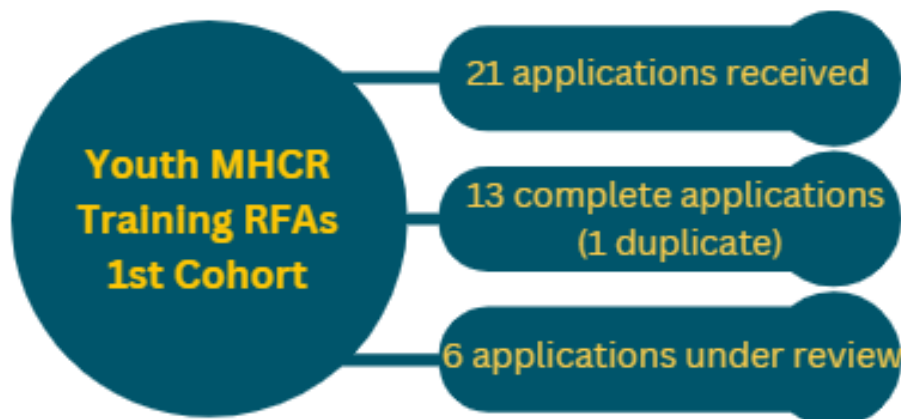 Youth MHCR
Training RFAs
1st Cohort
21 applications received
13 complete applications
(1 duplicate)
6 applications under review